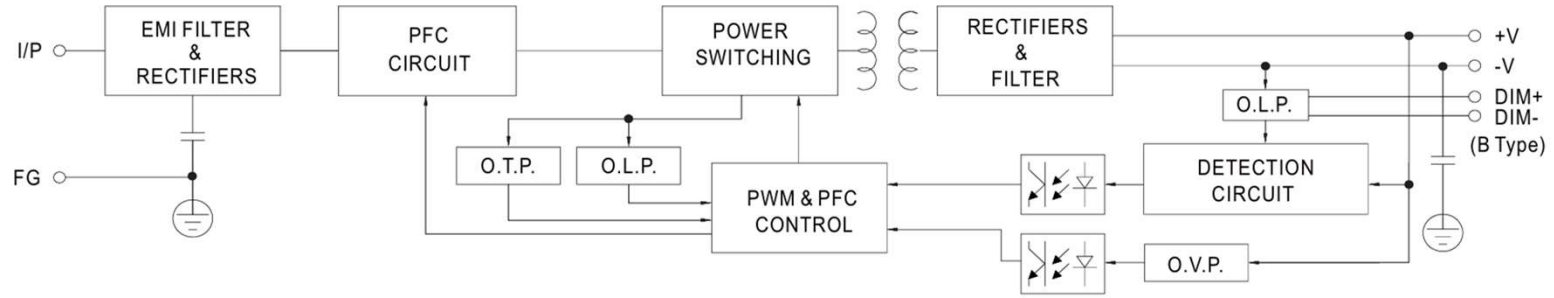 I/P
EMI FILTER
&
RECTIFIERS
PFC
CIRCUIT
POWER
SWITCHING
RECTIFIERS
&
FILTER
+V
-V
DIM+
DIM-
(B Type)
O.L.P.
FG
O.T.P.
O.L.P.
PWM & PFC
CONTROL
DETECTION
CIRCUIT
O.V.P.